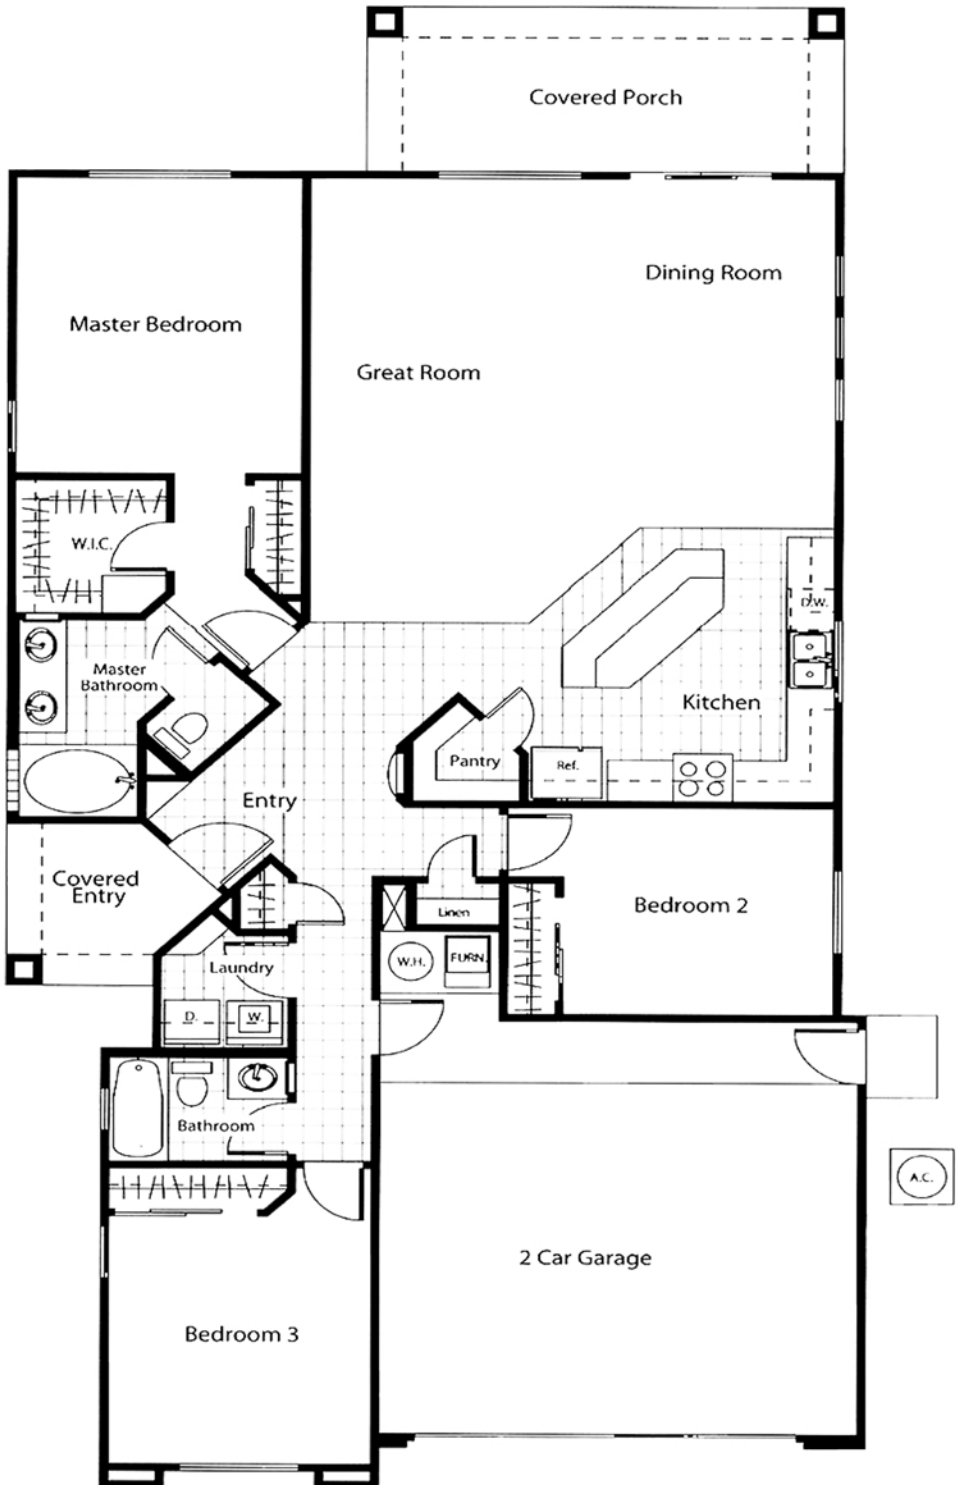 Covered Porch
Dining Room
Master Bedroom
Great Room
W.I.C.
D.W.
Master
Bathroom
Kitchen
Pantry
Ref.
Entry
Covered
Entry
Linen
Bedroom 2
W.H.
FURN.
Laundry
D.
W.
Bathroom
A.C.
2 Car Garage
Bedroom 3